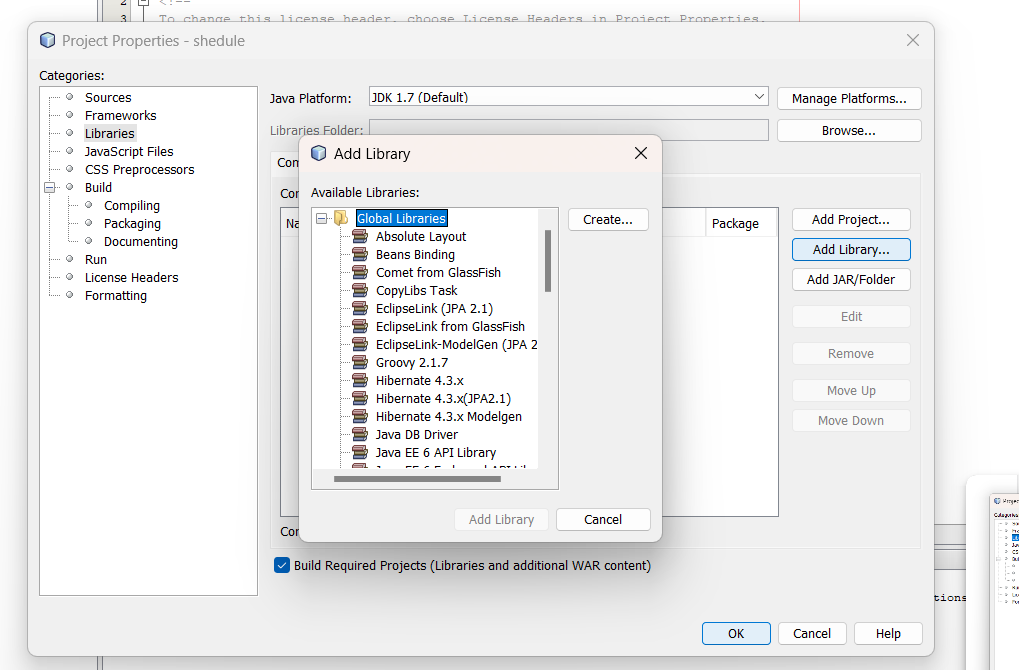 2
<!--
3
To change this license header, choose License Headers in Project Properties.
Project Properties - shedule
Categories:
Sources
Frameworks
Libraries
JavaScript Files
CSS Preprocessors
Build
Compiling
Packaging
Documenting
Run
License Headers
Formatting
Java Platform:
JDK 1.7 (Default)
Manage Platforms...
Libraries Folder:
Browse...
Com
Com
Na
Package
Add Project...
Add Library...
Add JAR/Folder
Edit
Remove
Move Up
Move Down
Add Library
Available Libraries:
Global Libraries
Absolute Layout
Beans Binding
Comet from GlassFish
CopyLibs Task
EclipseLink (JPA 2.1)
EclipseLink from GlassFish
EclipseLink-ModelGen (JPA 2
Groovy 2.1.7
Hibernate 4.3.x
Hibernate 4.3.x(JPA2.1)
Hibernate 4.3.x Modelgen
Java DB Driver
Java EE 6 API Library
Create...
Add Library
Cancel
Com
Build Required Projects (Libraries and additional WAR content)
OK
Cancel
Help
tions
Categories